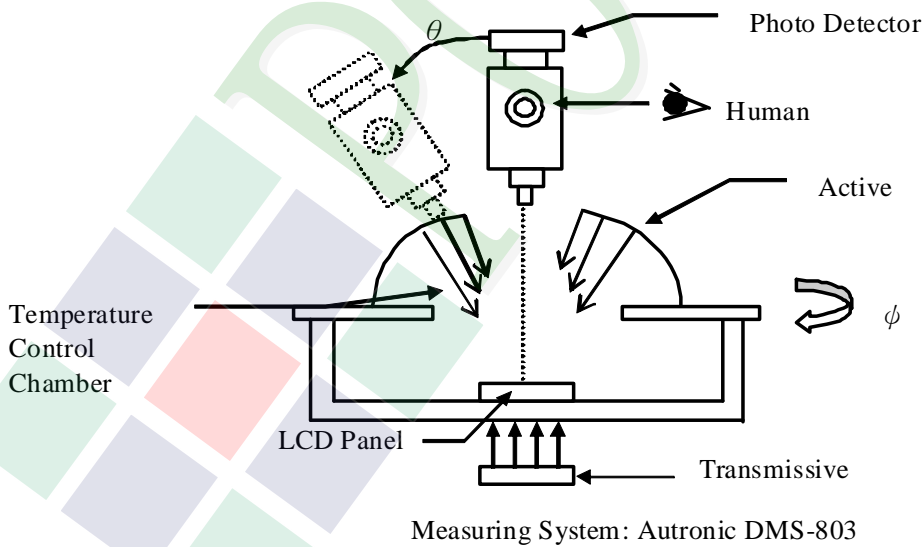 Photo Detector
θ
Human
Active
Temperature
Control
Chamber
ϕ
LCD Panel
Transmissive
Measuring System: Autronic DMS-803